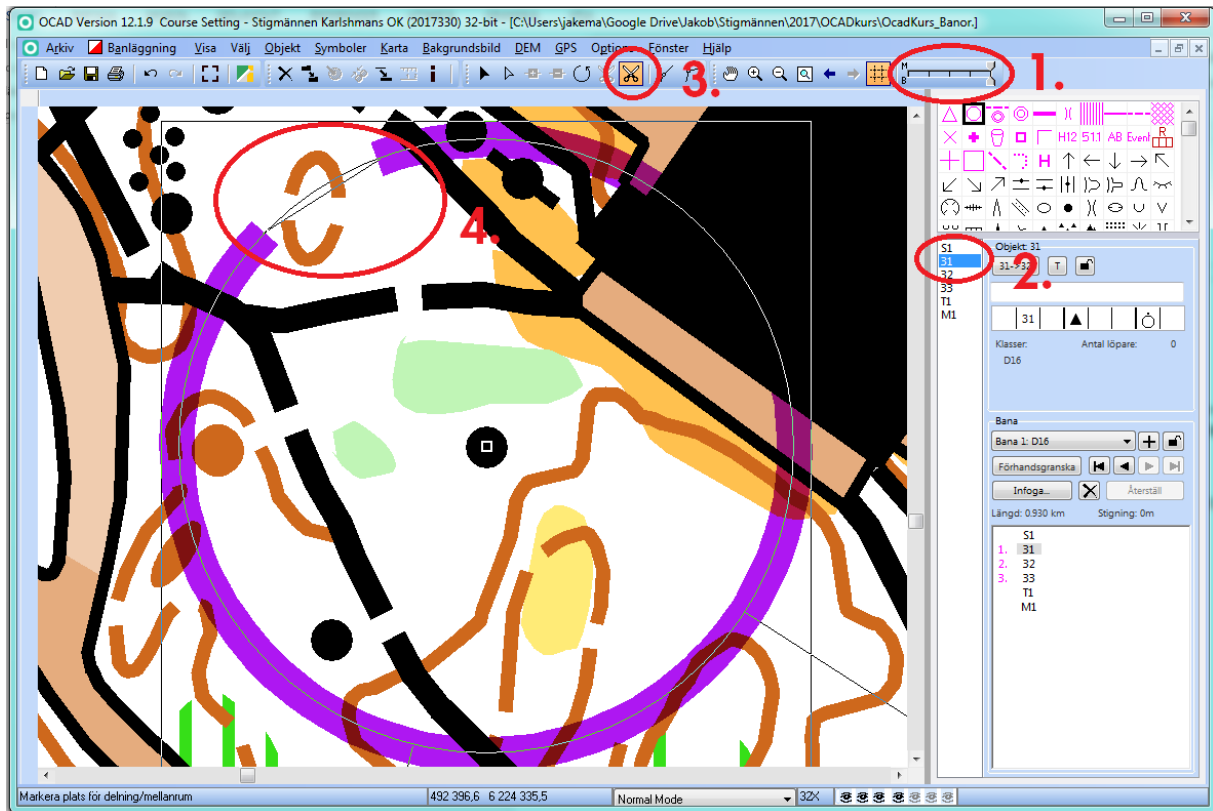 OCAD Version 12.1.9 Course Setting - Stigmännen Karlshmans OK (2017330) 32-bit - [C:\Users\jakema\Google Drive\Jakob\Stigmännen\2017\OCADkurs\OcadKurs_Banor.]
Arkiv Banläggning Visa Välj Objekt Symboler Karta Bakgrundsbild DEM GPS Options Fönster Hjälp
M
B
1.
3.
H12 511 AB Event R
H
4.
S1
31
32
33
T1
M1
2.
Objekt: 31
31->32 T
31
Klasser: Antal löpare: 0
D16
Bana
Bana 1: D16
Förhandsgranska
Infoga... Återställ
Längd: 0.930 km Stigning: 0m
S1
1. 31
2. 32
3. 33
T1
M1
Markera plats för delning/mellanrum 492 396,6 6 224 335,5 Normal Mode 32X